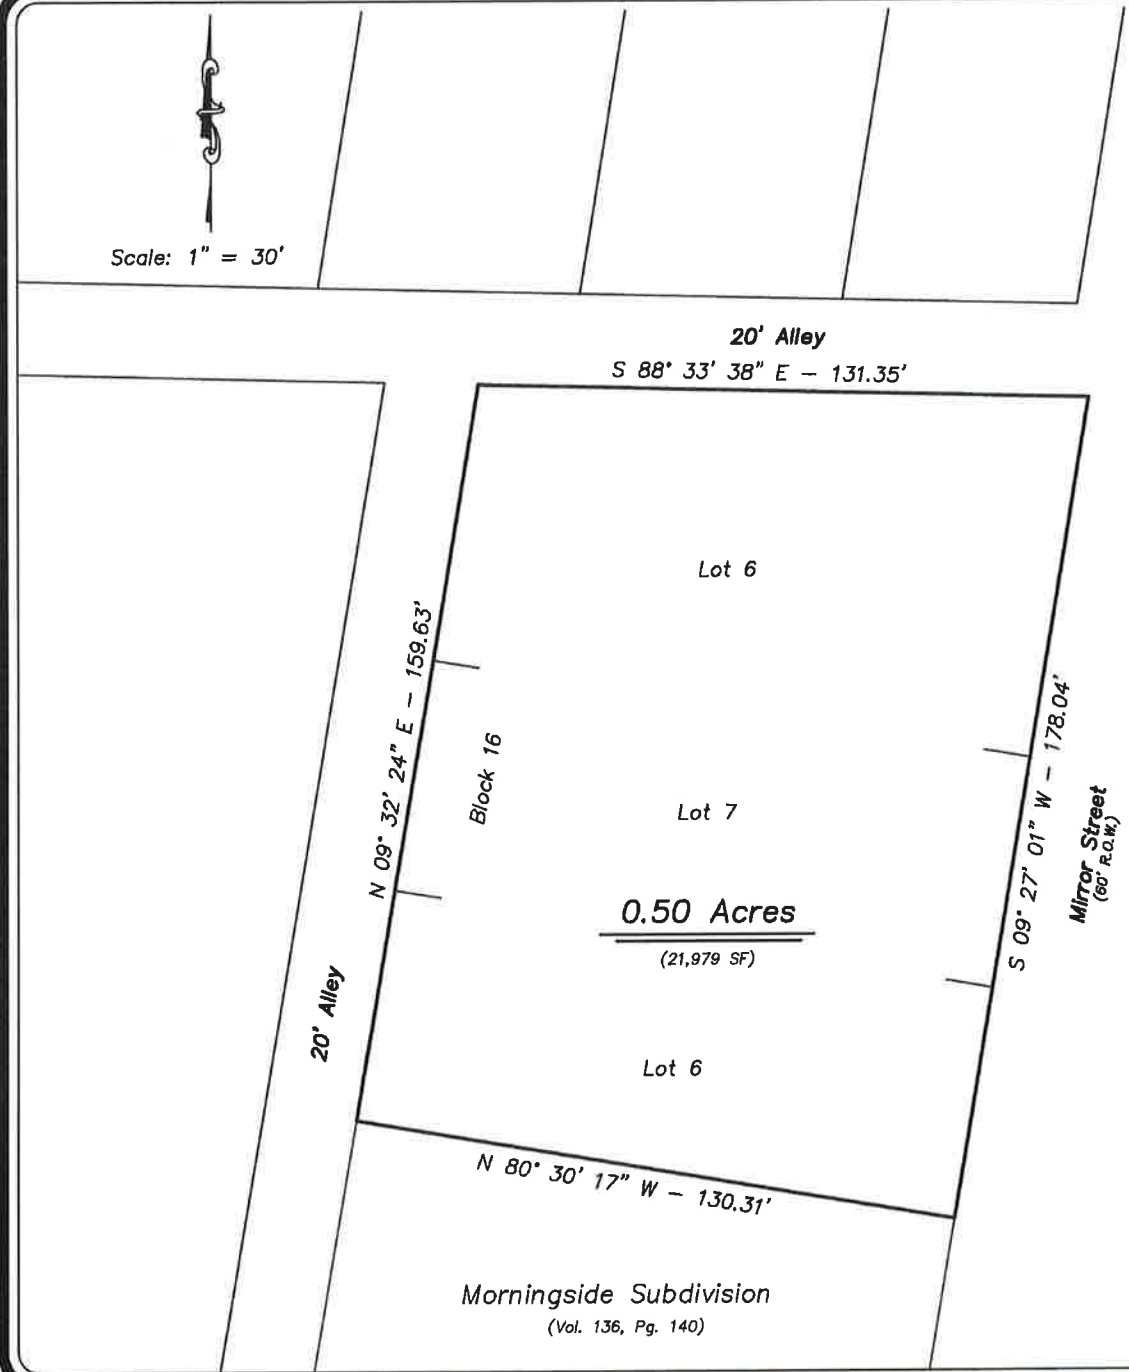 Scale: 1" = 30'
20' Alley
S 88° 33' 38" E - 131.35'
Lot 6
N 09° 32' 24" E - 159.63'
Block 16
Lot 7
S 09° 27' 01" W - 178.04'
Mirror Street
(60' R.O.W.)
0.50 Acres
(21,979 SF)
20' Alley
Lot 6
N 80° 30' 17" W - 130.31'
Morningside Subdivision
(Vol. 136, Pg. 140)